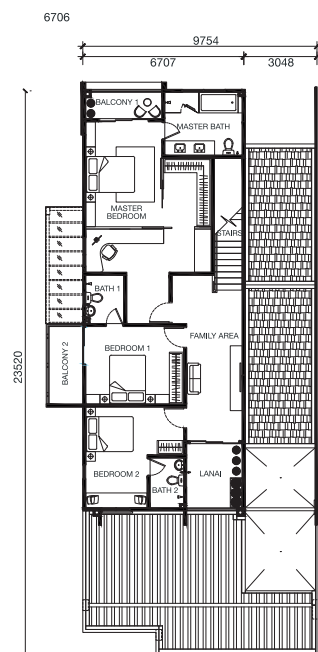 6706
9754
6707 3048
BALCONY 1
MASTER BATH
MASTER
BEDROOM
STAIRS
BATH 1
FAMILY AREA
BEDROOM 1
BALCONY 2
23520
BEDROOM 2
LANAI
BATH 2